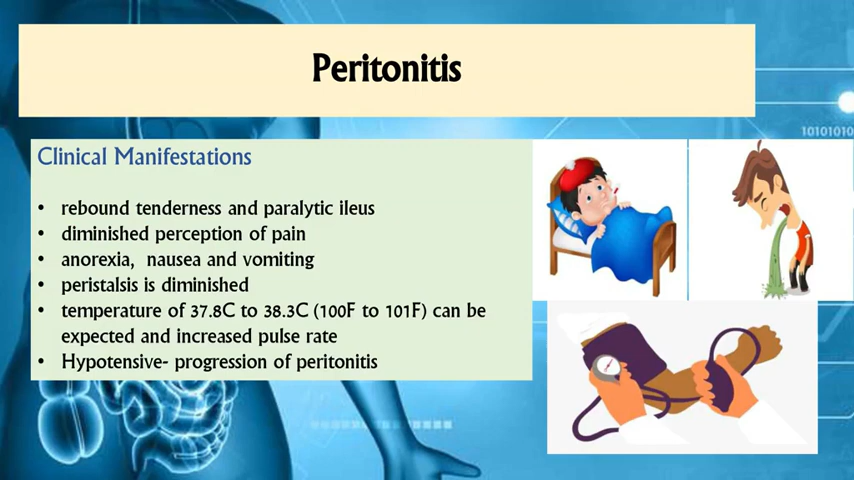 Peritonitis
1010101
Clinical Manifestations
• rebound tenderness and paralytic ileus
• diminished perception of pain
• anorexia, nausea and vomiting
• peristalsis is diminished
• temperature of 37.8C to 38.3C (100F to 101F) can be
expected and increased pulse rate
• Hypotensive- progression of peritonitis